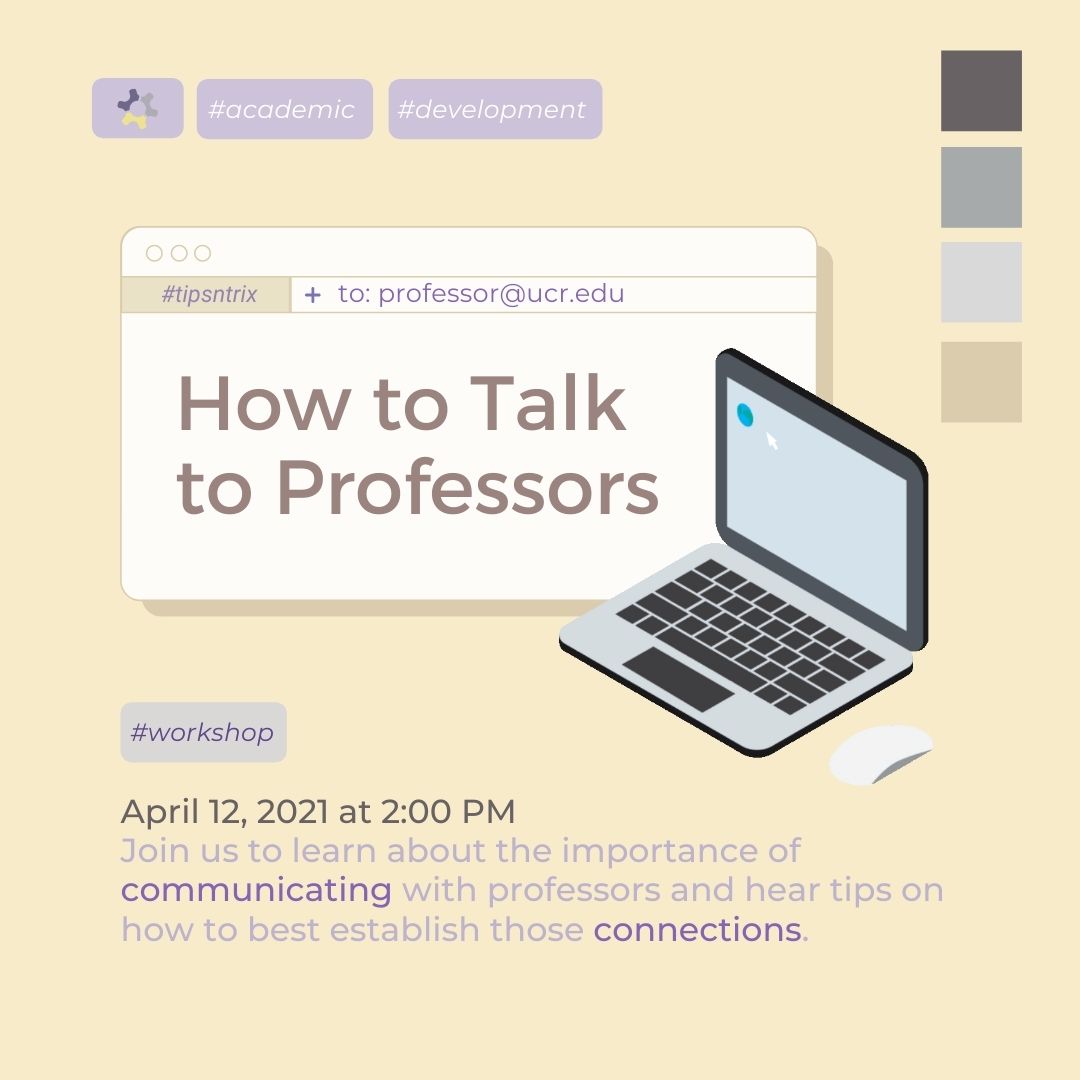 #academic #development
#tipsntrix + to: professor@ucr.edu
How to Talk
to Professors
#workshop
April 12, 2021 at 2:00 PM
Join us to learn about the importance of
communicating with professors and hear tips on
how to best establish those connections.